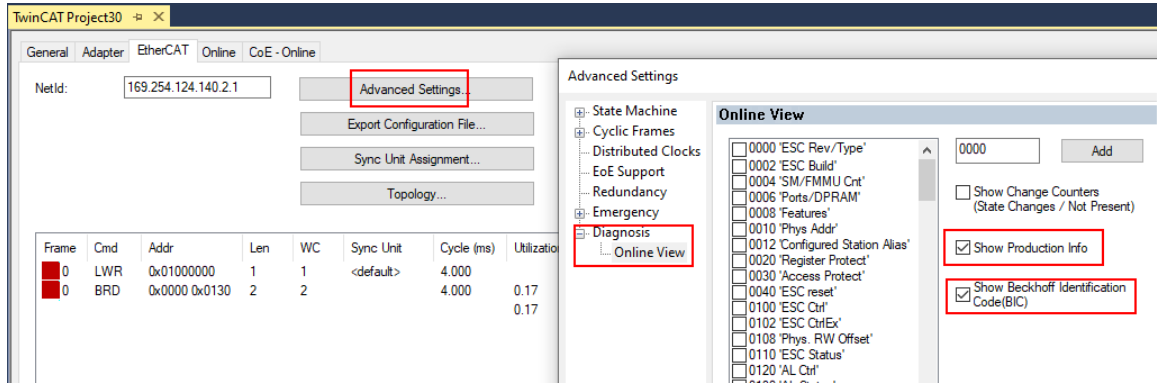 TwinCAT Project30
General Adapter EtherCAT Online CoE - Online
NetId:
169.254.124.140.2.1
Advanced Settings...
Export Configuration File...
Sync Unit Assignment...
Topology...
Frame Cmd Addr Len WC Sync Unit Cycle (ms) Utilizatio
0 LWR 0x01000000 1 1 <default> 4.000
0 BRD 0x0000 0x0130 2 2 4.000 0.17
0.17
Advanced Settings
State Machine
Cyclic Frames
Distributed Clocks
EoE Support
Redundancy
Emergency
Diagnosis
Online View
Online View
0000 'ESC Rev/Type'
0002 'ESC Build'
0004 'SM/FMMU Cnt'
0006 'Ports/DPRAM'
0008 'Features'
0010 'Phys Addr'
0012 'Configured Station Alias'
0020 'Register Protect'
0030 'Access Protect'
0040 'ESC reset'
0100 'ESC Ctrl'
0102 'ESC CtrlEx'
0108 'Phys. RW Offset'
0110 'ESC Status'
0120 'AL Ctrl'
0000
Add
Show Change Counters
(State Changes / Not Present)
Show Production Info
Show Beckhoff Identification
Code(BIC)